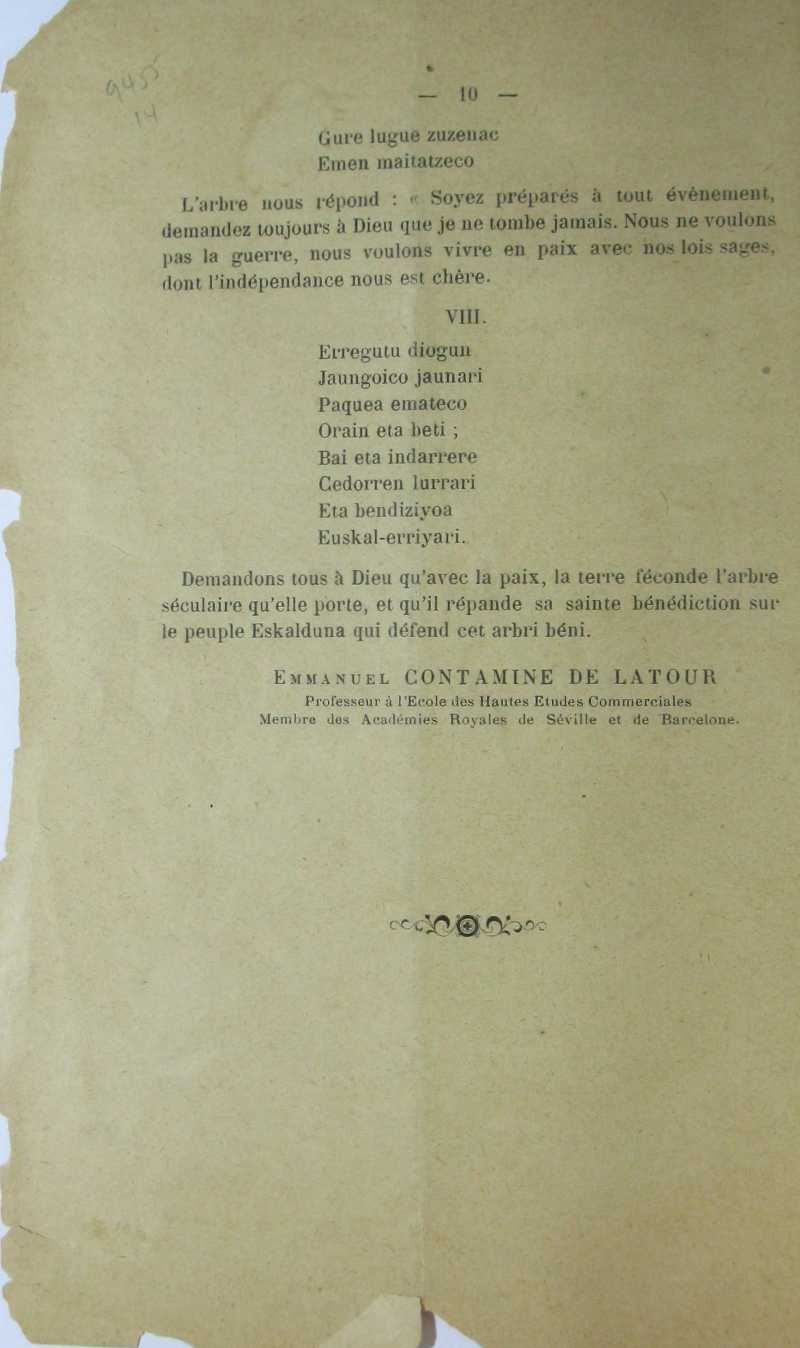 9455
14
— 10 —
Gure lugue zuzenac
Emen maitatzeco
L'arbre nous répond : « Soyez préparés à tout évènement,
demandez toujours à Dieu que je ne tombe jamais. Nous ne voulons
pas la guerre, nous voulons vivre en paix avec nos lois sages,
dont l'indépendance nous est chère.
VIII.
Erregutu diogun
Jaungoico jaunari
Paquea emateco
Orain eta beti ;
Bai eta indarrere
Cedorren lurrari
Eta bendiziyoa
Euskal-erriyari.
Demandons tous à Dieu qu'avec la paix, la terre féconde l'arbre
séculaire qu'elle porte, et qu'il répande sa sainte bénédiction sur
le peuple Eskalduna qui défend cet arbri béni.
EMMANUEL CONTAMINE DE LATOUR
Professeur à l'Ecole des Hautes Etudes Commerciales
Membre des Académies Royales de Séville et de Barcelone.